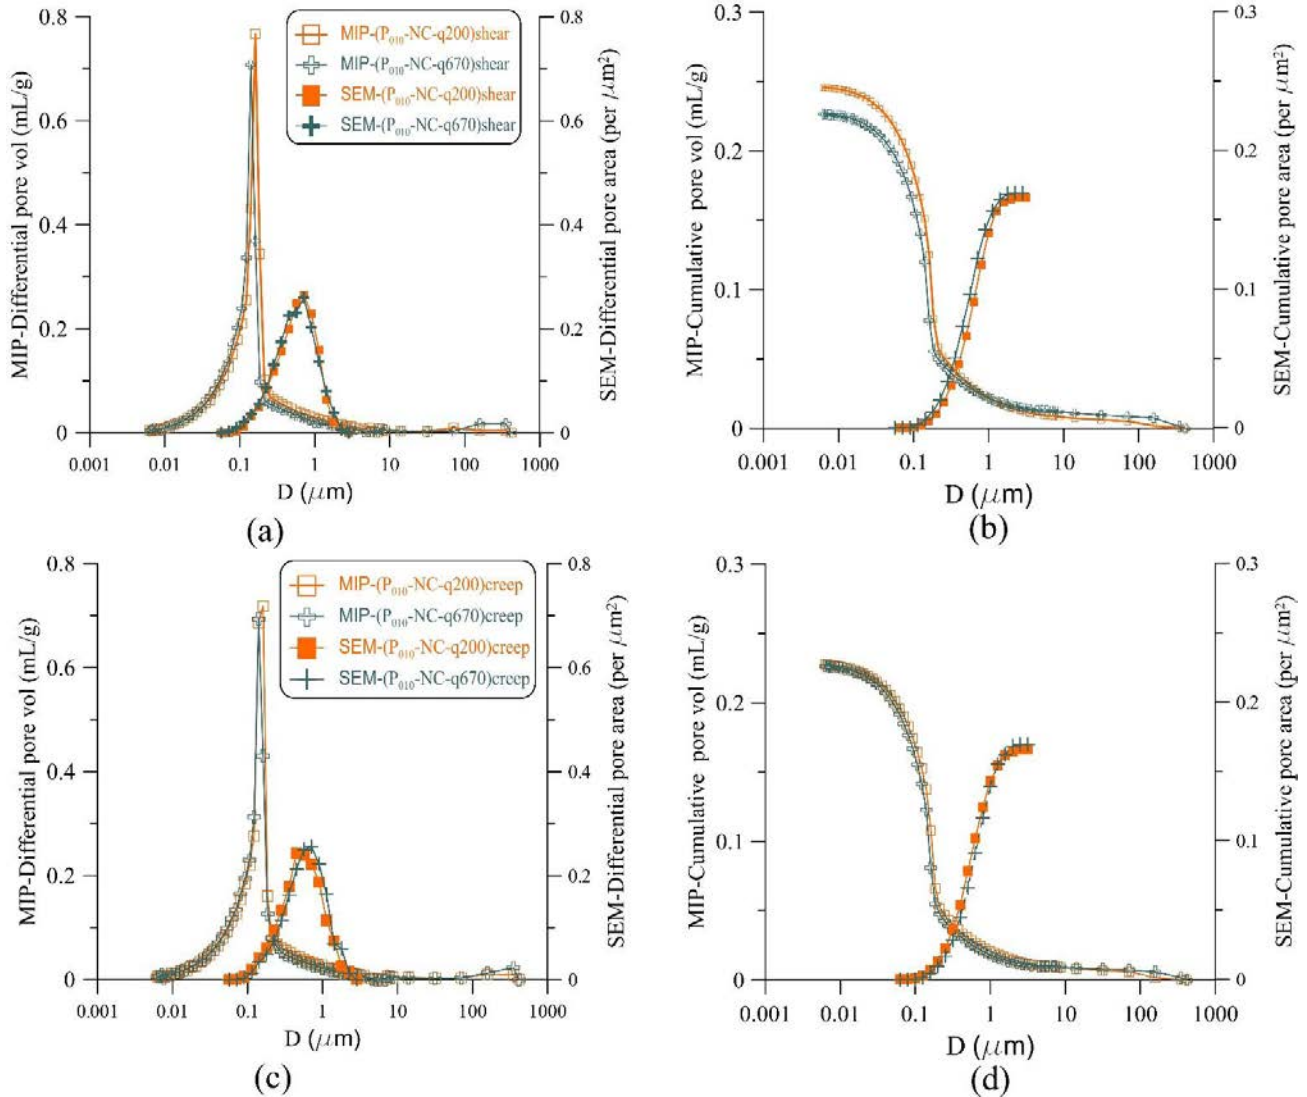 0.8
0.6
0.4
0.2
0
MIP-Differential pore vol (mL/g)
MIP-(P₀₁₀-NC-q200)shear
MIP-(P₀₁₀-NC-q670)shear
SEM-(P₀₁₀-NC-q200)shear
SEM-(P₀₁₀-NC-q670)shear
0.8
0.6
0.4
0.2
0
SEM-Differential pore area (per μm²)
0.001 0.01 0.1 1 10 100 1000
D (μm)
(a)
0.3
0.2
0.1
0
MIP-Cumulative pore vol (mL/g)
0.3
0.2
0.1
0
SEM-Cumulative pore area (per μm²)
0.001 0.01 0.1 1 10 100 1000
D (μm)
(b)
0.8
0.6
0.4
0.2
0
MIP-Differential pore vol (mL/g)
MIP-(P₀₁₀-NC-q200)creep
MIP-(P₀₁₀-NC-q670)creep
SEM-(P₀₁₀-NC-q200)creep
SEM-(P₀₁₀-NC-q670)creep
0.8
0.6
0.4
0.2
0
SEM-Differential pore area (per μm²)
0.001 0.01 0.1 1 10 100 1000
D (μm)
(c)
0.3
0.2
0.1
0
MIP-Cumulative pore vol (mL/g)
0.3
0.2
0.1
0
SEM-Cumulative pore area (per μm²)
0.001 0.01 0.1 1 10 100 1000
D (μm)
(d)